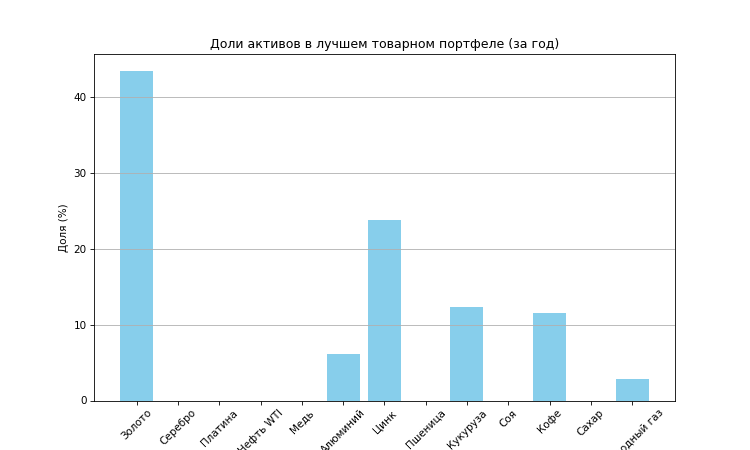 Доли активов в лучшем товарном портфеле (за год)
Доля (%)
40
30
20
10
0
Золото
Серебро
Платина
Нефть WTI
Медь
Алюминий
Цинк
Пшеница
Кукуруза
Соя
Кофе
Сахар
одный газ